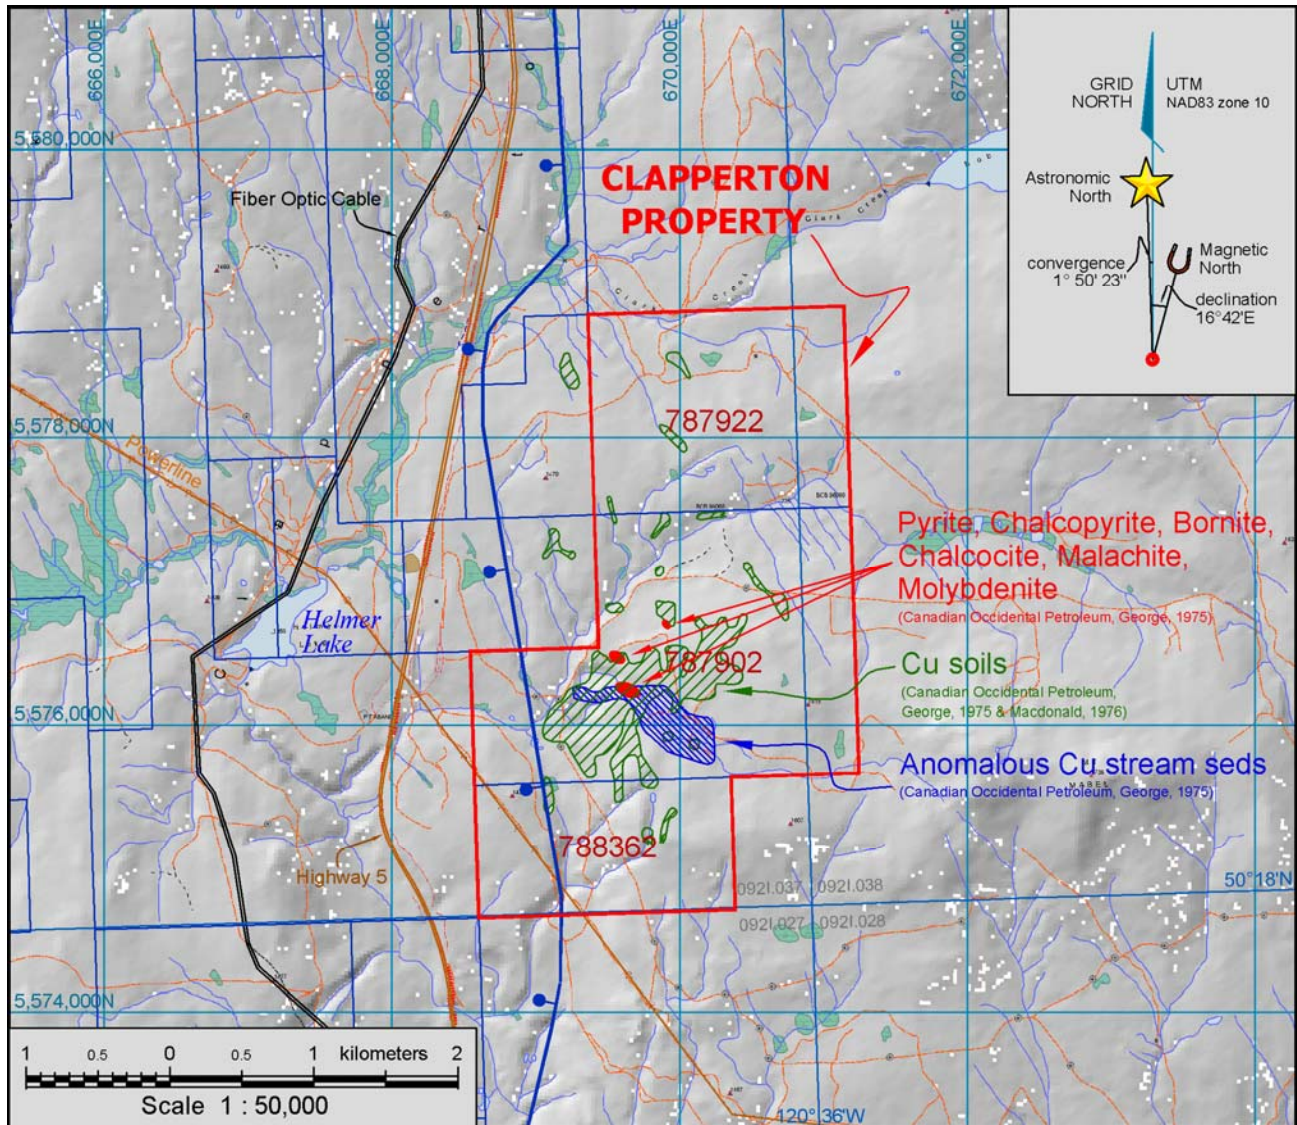 666,000E
668,000E
670,000E
672,000E
GRID
NORTH
UTM
NAD83 zone 10
5,580,000N
CLAPPERTON
PROPERTY
Astronomic
North
Fiber Optic Cable
Clark Creek
Magnetic
North
convergence
1° 50' 23"
declination
16°42'E
Clark Creek
787922
5,578,000N
Powerline
Pyrite, Chalcopyrite, Bornite,
Chalcocite, Malachite,
Molybdenite
(Canadian Occidental Petroleum, George, 1975)
Helmer
Lake
787902
Cu soils
(Canadian Occidental Petroleum,
George, 1975 & Macdonald, 1976)
5,576,000N
Anomalous Cu stream seds
(Canadian Occidental Petroleum, George, 1975)
788362
Highway 5
092I.037
092I.038
50°18'N
092I.027
092I.028
5,574,000N
1 0.5 0 0.5 1 kilometers 2
Scale 1 : 50,000
120° 36'W